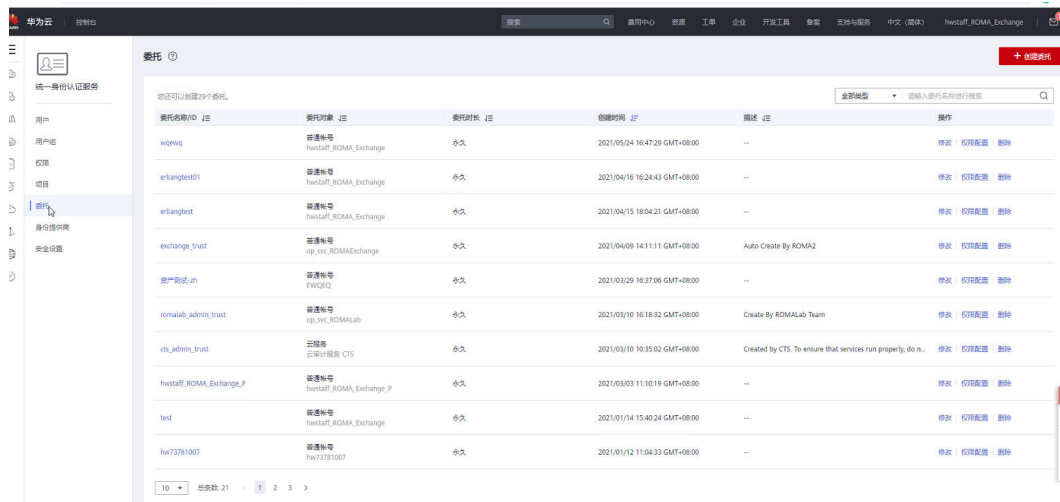 华为云 控制台 搜索 费用中心 资源 工单 企业 开发工具 备案 支持与服务 中文 (简体) hwstaff_ROMA_Exchange
统一身份认证服务
用户
用户组
权限
项目
委托
身份提供商
安全设置
委托
+ 创建委托
您还可以创建29个委托。 全部类型 请输入委托名称进行搜索
委托名称/ID 委托对象 委托时长 创建时间 描述 操作
wqewq 普通帐号 hwstaff_ROMA_Exchange 永久 2021/05/24 16:47:29 GMT+08:00 -- 修改 权限配置 删除
erliangtest01 普通帐号 hwstaff_ROMA_Exchange 永久 2021/04/16 16:24:43 GMT+08:00 -- 修改 权限配置 删除
erliangtest 普通帐号 hwstaff_ROMA_Exchange 永久 2021/04/15 18:04:21 GMT+08:00 -- 修改 权限配置 删除
exchange_trust 普通帐号 op_svc_ROMAExchange 永久 2021/04/09 14:11:11 GMT+08:00 Auto Create By ROMA2 修改 权限配置 删除
资产测试-zh 普通帐号 EWQEQ 永久 2021/03/29 16:37:06 GMT+08:00 -- 修改 权限配置 删除
romalab_admin_trust 普通帐号 op_svc_ROMALab 永久 2021/03/10 16:18:32 GMT+08:00 Create By ROMALab Team 修改 权限配置 删除
cts_admin_trust 云服务 云审计服务 CTS 永久 2021/03/10 10:35:02 GMT+08:00 Created by CTS. To ensure that services run properly, do n... 修改 权限配置 删除
hwstaff_ROMA_Exchange_P 普通帐号 hwstaff_ROMA_Exchange_P 永久 2021/03/03 11:10:19 GMT+08:00 -- 修改 权限配置 删除
test 普通帐号 hwstaff_ROMA_Exchange 永久 2021/01/14 15:40:24 GMT+08:00 -- 修改 权限配置 删除
hw73781007 普通帐号 hw73781007 永久 2021/01/12 11:04:33 GMT+08:00 -- 修改 权限配置 删除
10 总条数: 21 < 1 2 3 >